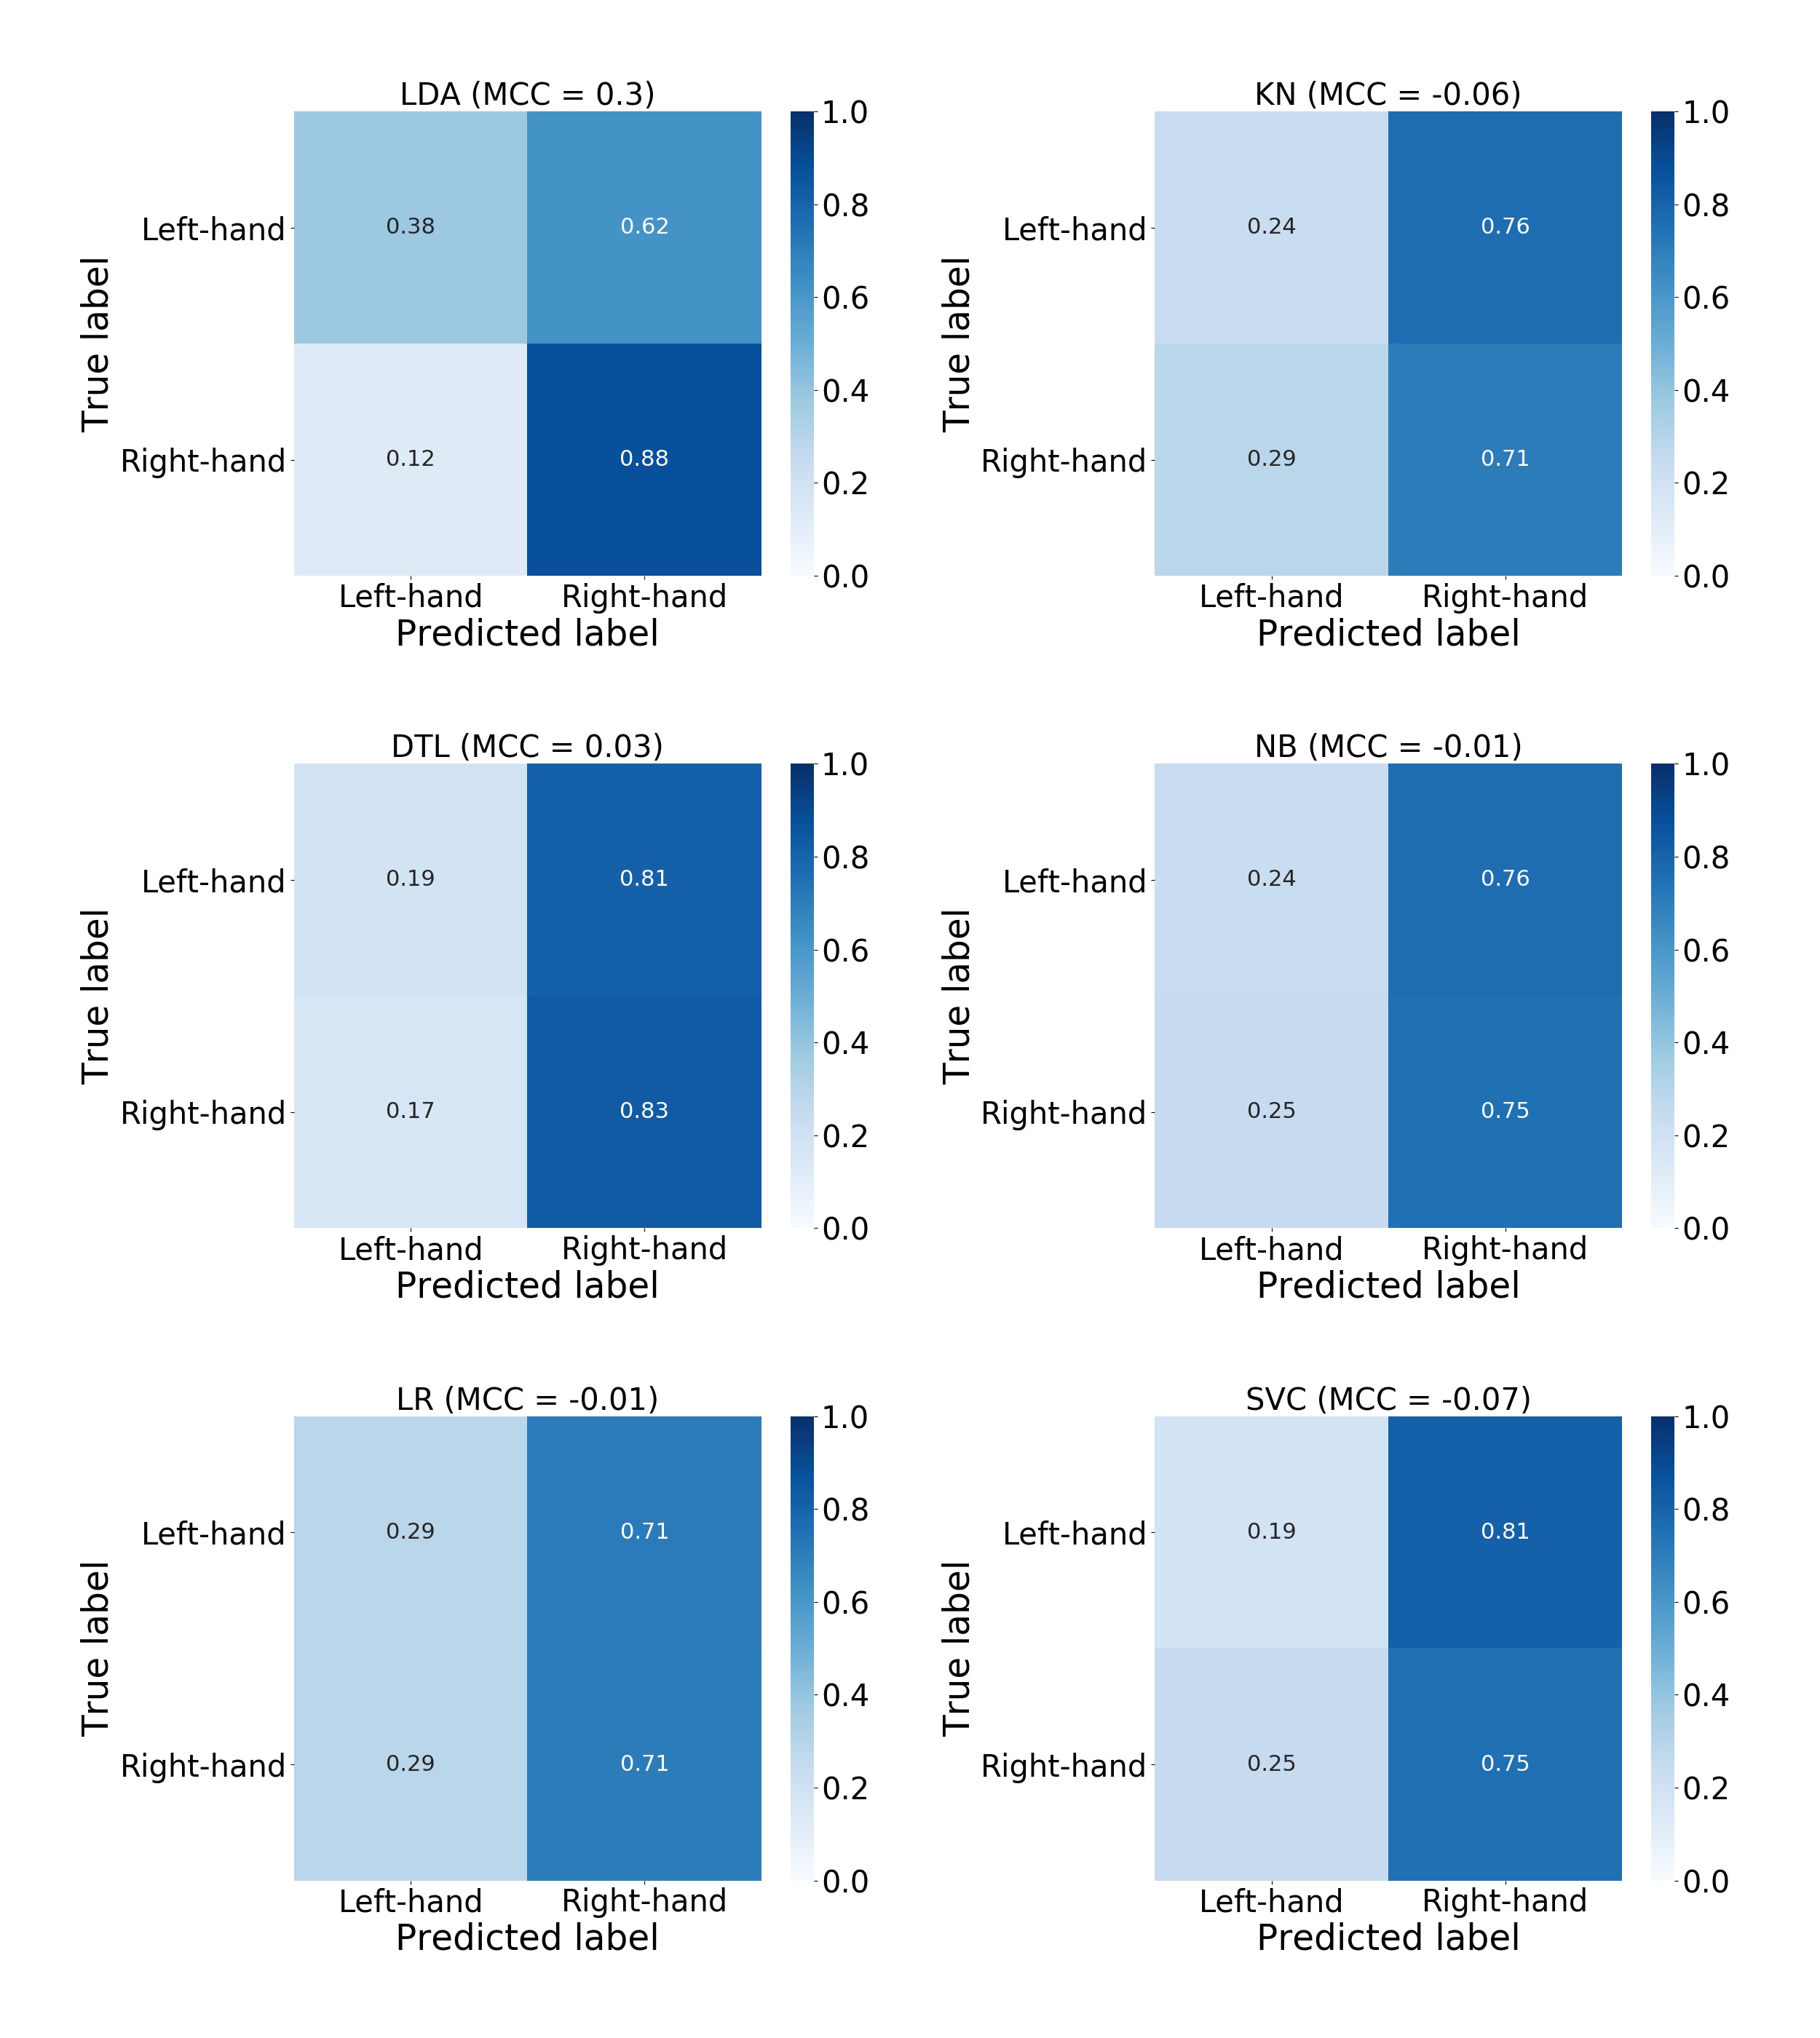 LDA (MCC = 0.3)
True label
Left-hand
Right-hand
0.38
0.62
0.12
0.88
Left-hand
Right-hand
Predicted label
1.0
0.8
0.6
0.4
0.2
0.0
KN (MCC = -0.06)
True label
Left-hand
Right-hand
0.24
0.76
0.29
0.71
Left-hand
Right-hand
Predicted label
1.0
0.8
0.6
0.4
0.2
0.0
DTL (MCC = 0.03)
True label
Left-hand
Right-hand
0.19
0.81
0.17
0.83
Left-hand
Right-hand
Predicted label
1.0
0.8
0.6
0.4
0.2
0.0
NB (MCC = -0.01)
True label
Left-hand
Right-hand
0.24
0.76
0.25
0.75
Left-hand
Right-hand
Predicted label
1.0
0.8
0.6
0.4
0.2
0.0
LR (MCC = -0.01)
True label
Left-hand
Right-hand
0.29
0.71
0.29
0.71
Left-hand
Right-hand
Predicted label
1.0
0.8
0.6
0.4
0.2
0.0
SVC (MCC = -0.07)
True label
Left-hand
Right-hand
0.19
0.81
0.25
0.75
Left-hand
Right-hand
Predicted label
1.0
0.8
0.6
0.4
0.2
0.0